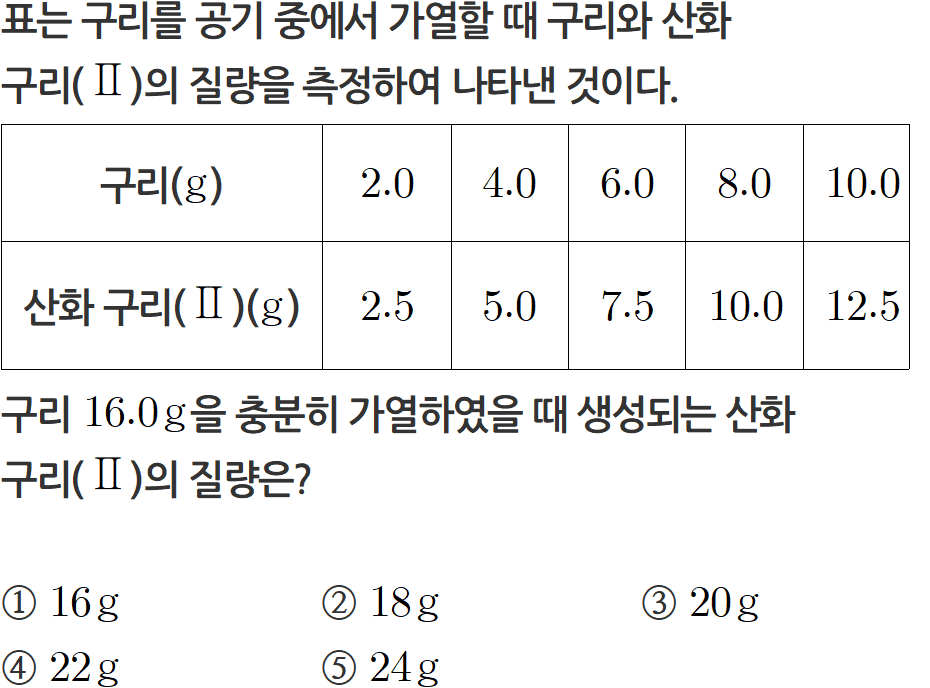 표는 구리를 공기 중에서 가열할 때 구리와 산화
구리(Ⅱ)의 질량을 측정하여 나타낸 것이다.
구리(g) 2.0 4.0 6.0 8.0 10.0
산화 구리(Ⅱ)(g) 2.5 5.0 7.5 10.0 12.5
구리 16.0g을 충분히 가열하였을 때 생성되는 산화
구리(Ⅱ)의 질량은?
① 16g ② 18g ③ 20g
④ 22g ⑤ 24g